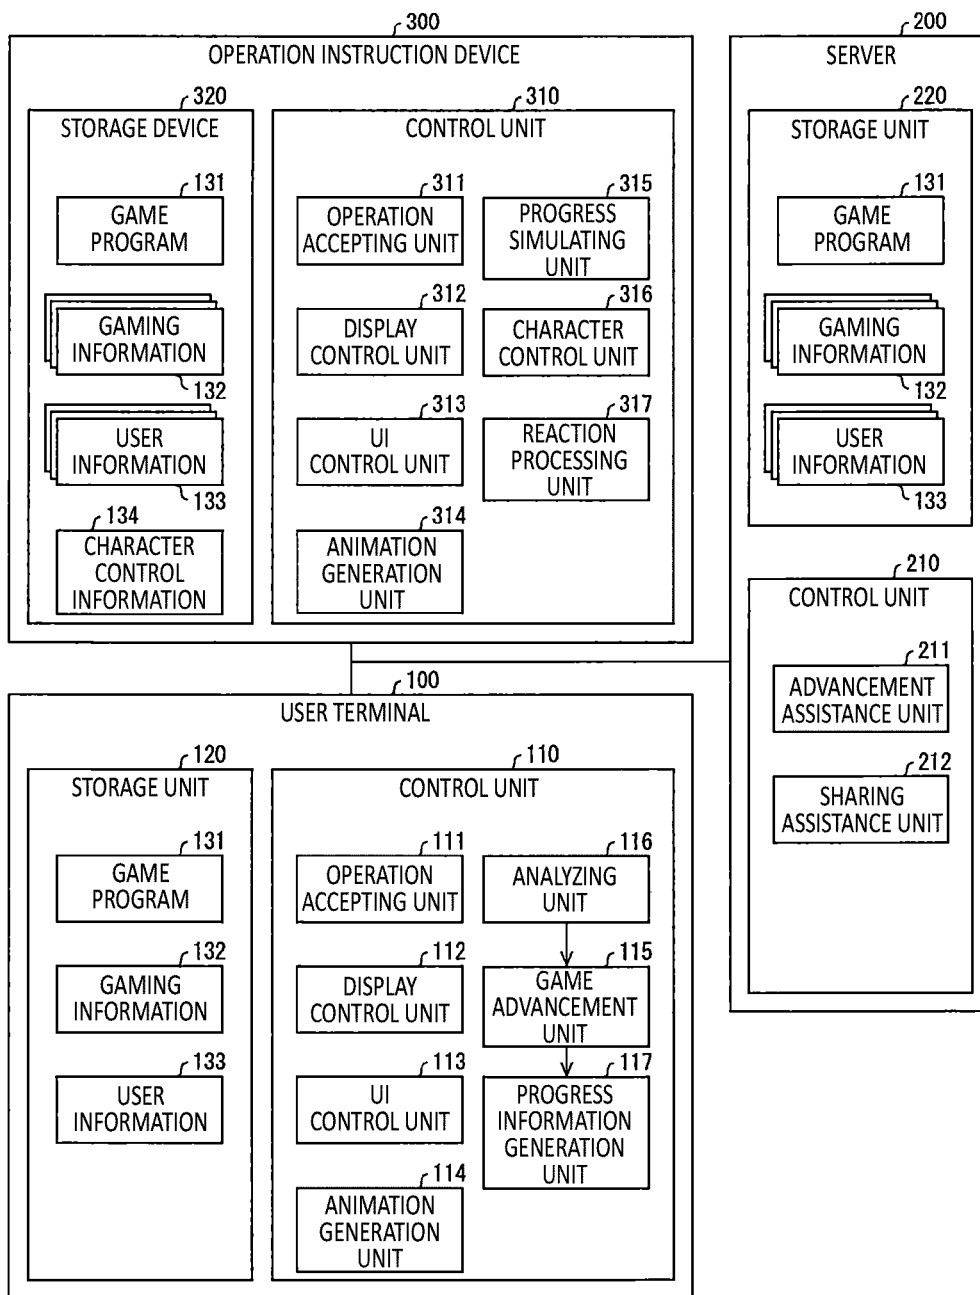 300
OPERATION INSTRUCTION DEVICE
320
STORAGE DEVICE
131
GAME
PROGRAM
GAMING
INFORMATION
132
USER
INFORMATION
133
134
CHARACTER
CONTROL
INFORMATION
310
CONTROL UNIT
311
OPERATION
ACCEPTING UNIT
312
DISPLAY
CONTROL UNIT
313
UI
CONTROL UNIT
314
ANIMATION
GENERATION
UNIT
315
PROGRESS
SIMULATING
UNIT
316
CHARACTER
CONTROL UNIT
317
REACTION
PROCESSING
UNIT
200
SERVER
220
STORAGE UNIT
131
GAME
PROGRAM
GAMING
INFORMATION
132
USER
INFORMATION
133
210
CONTROL UNIT
211
ADVANCEMENT
ASSISTANCE UNIT
212
SHARING
ASSISTANCE UNIT
100
USER TERMINAL
120
STORAGE UNIT
131
GAME
PROGRAM
132
GAMING
INFORMATION
133
USER
INFORMATION
110
CONTROL UNIT
111
OPERATION
ACCEPTING UNIT
112
DISPLAY
CONTROL UNIT
113
UI
CONTROL UNIT
114
ANIMATION
GENERATION
UNIT
116
ANALYZING
UNIT
115
GAME
ADVANCEMENT
UNIT
117
PROGRESS
INFORMATION
GENERATION
UNIT